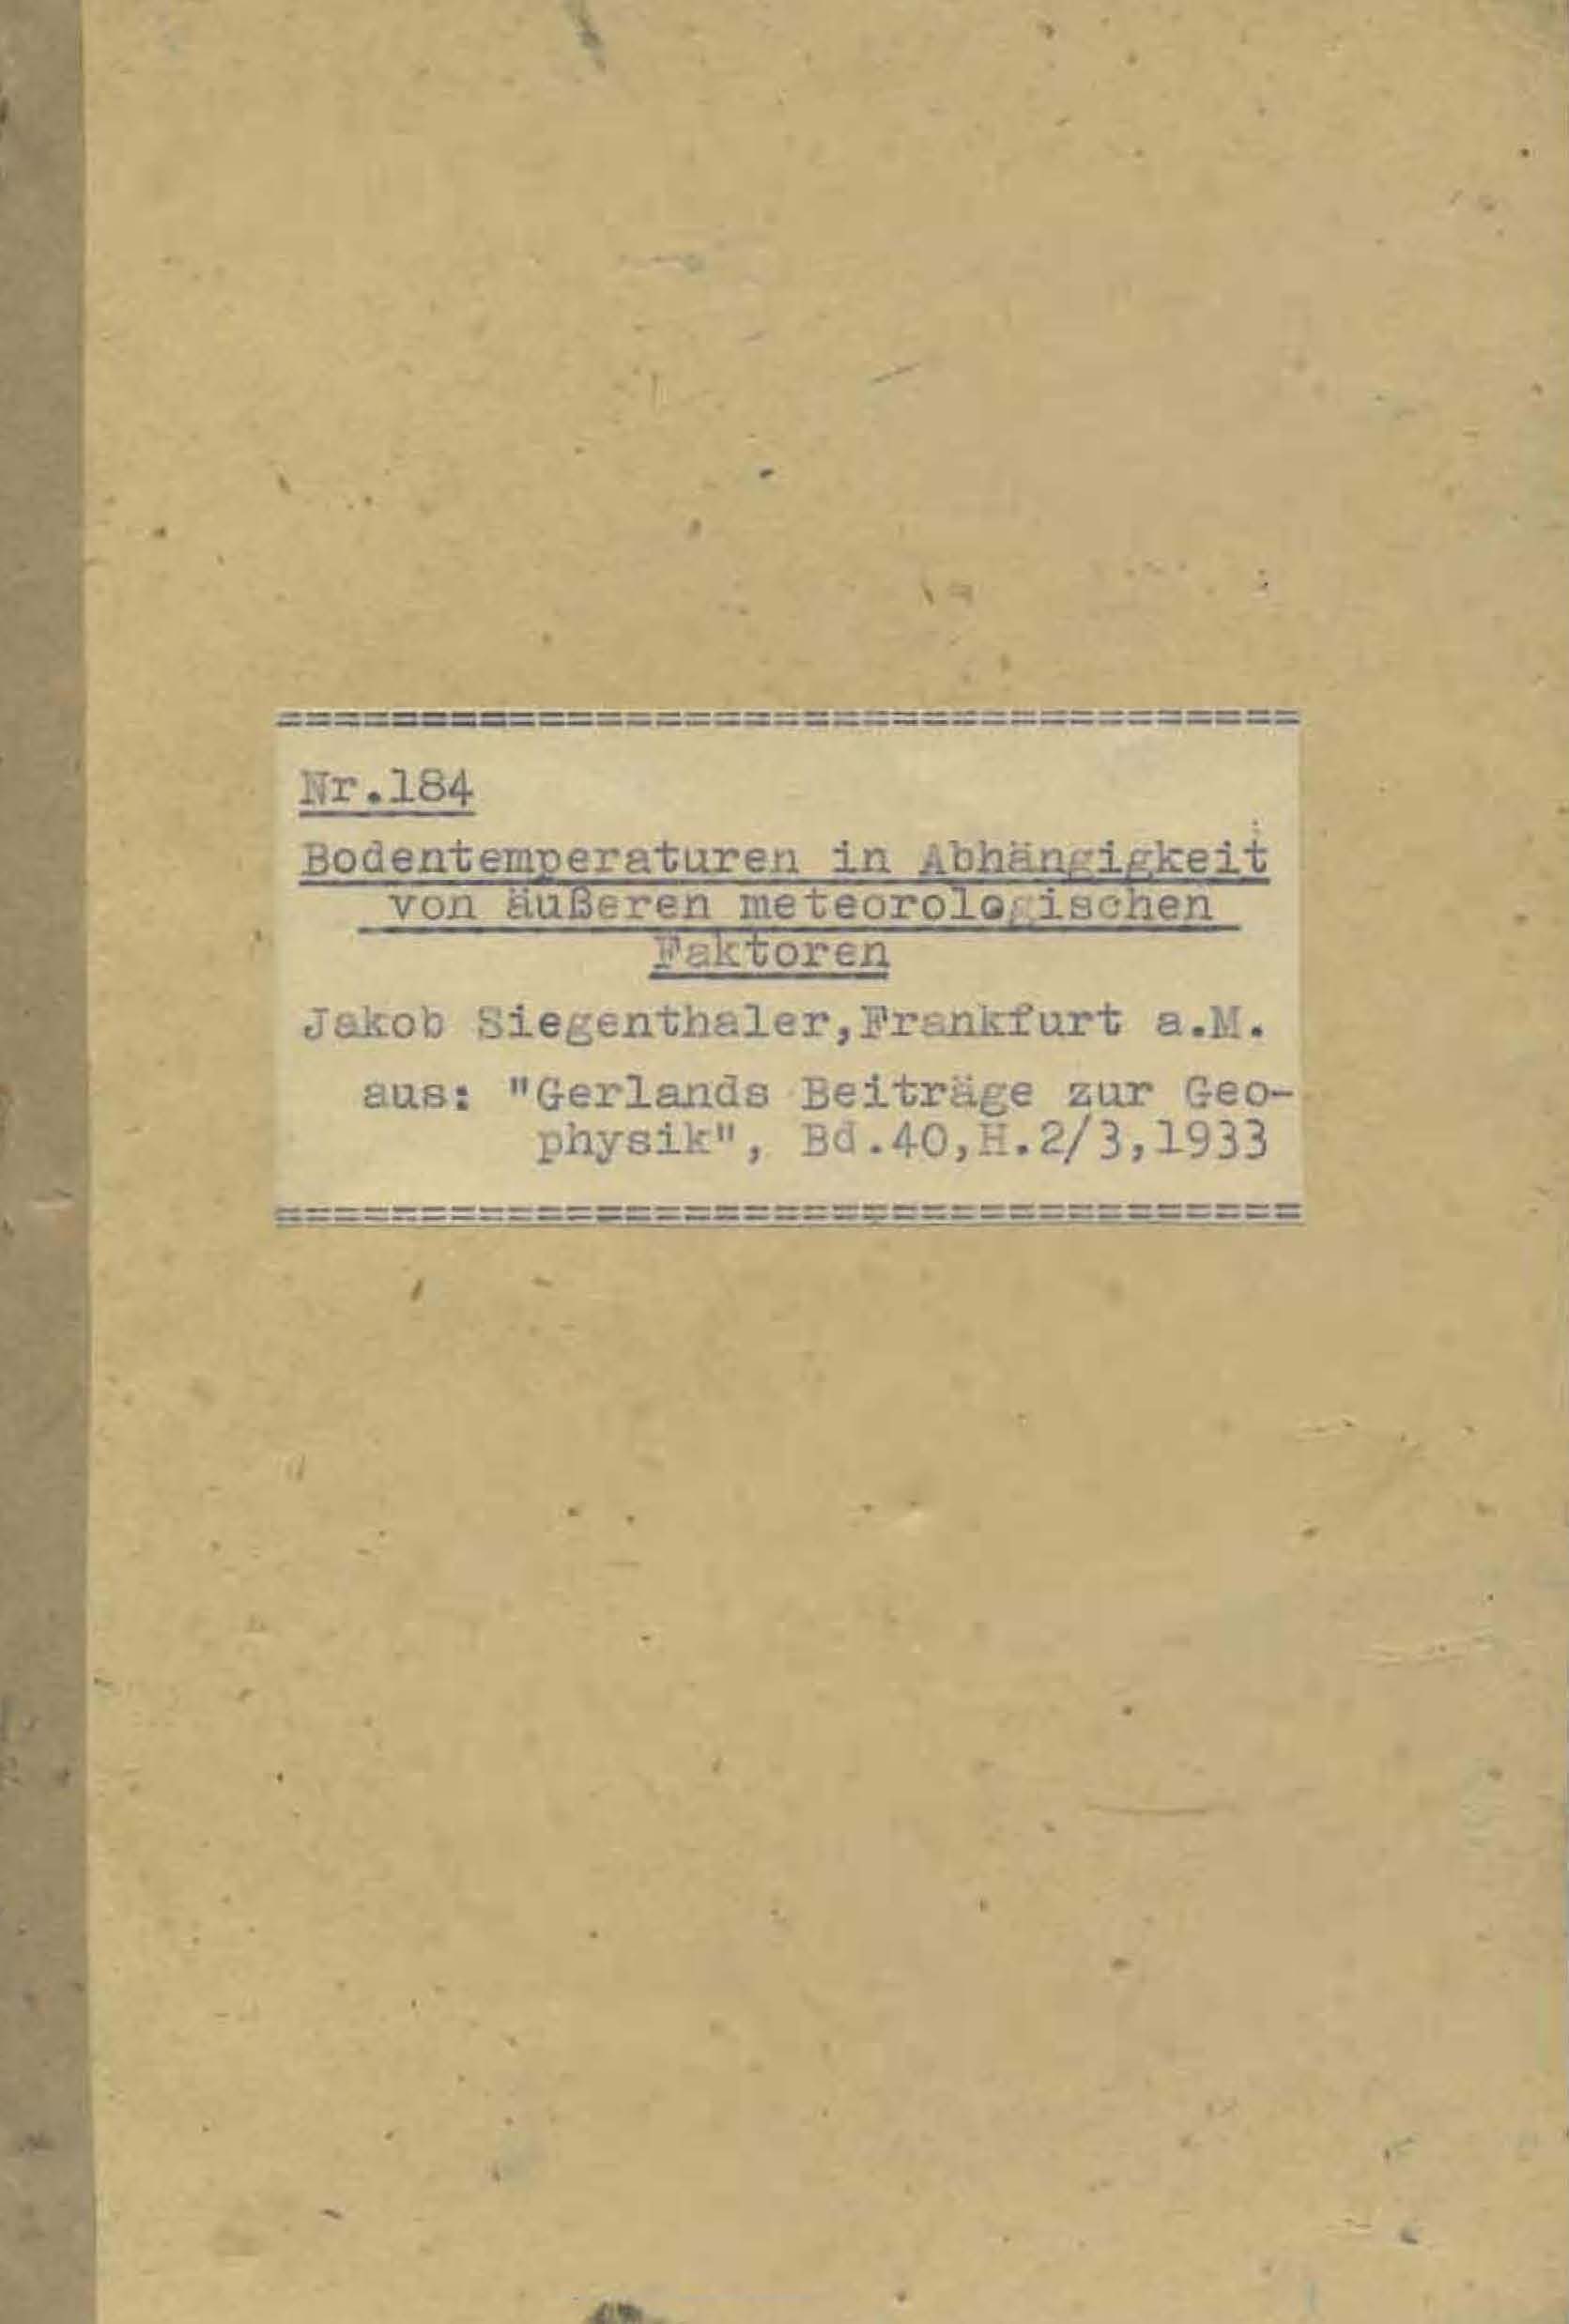 Nr.184
Bodentemperaturen in Abhängigkeit
von äußeren meteorologischen
Faktoren
Jakob Siegenthaler,Frankfurt a.M.
aus: "Gerlands Beiträge zur Geo-
physik", Bd.40,H.2/3,1933